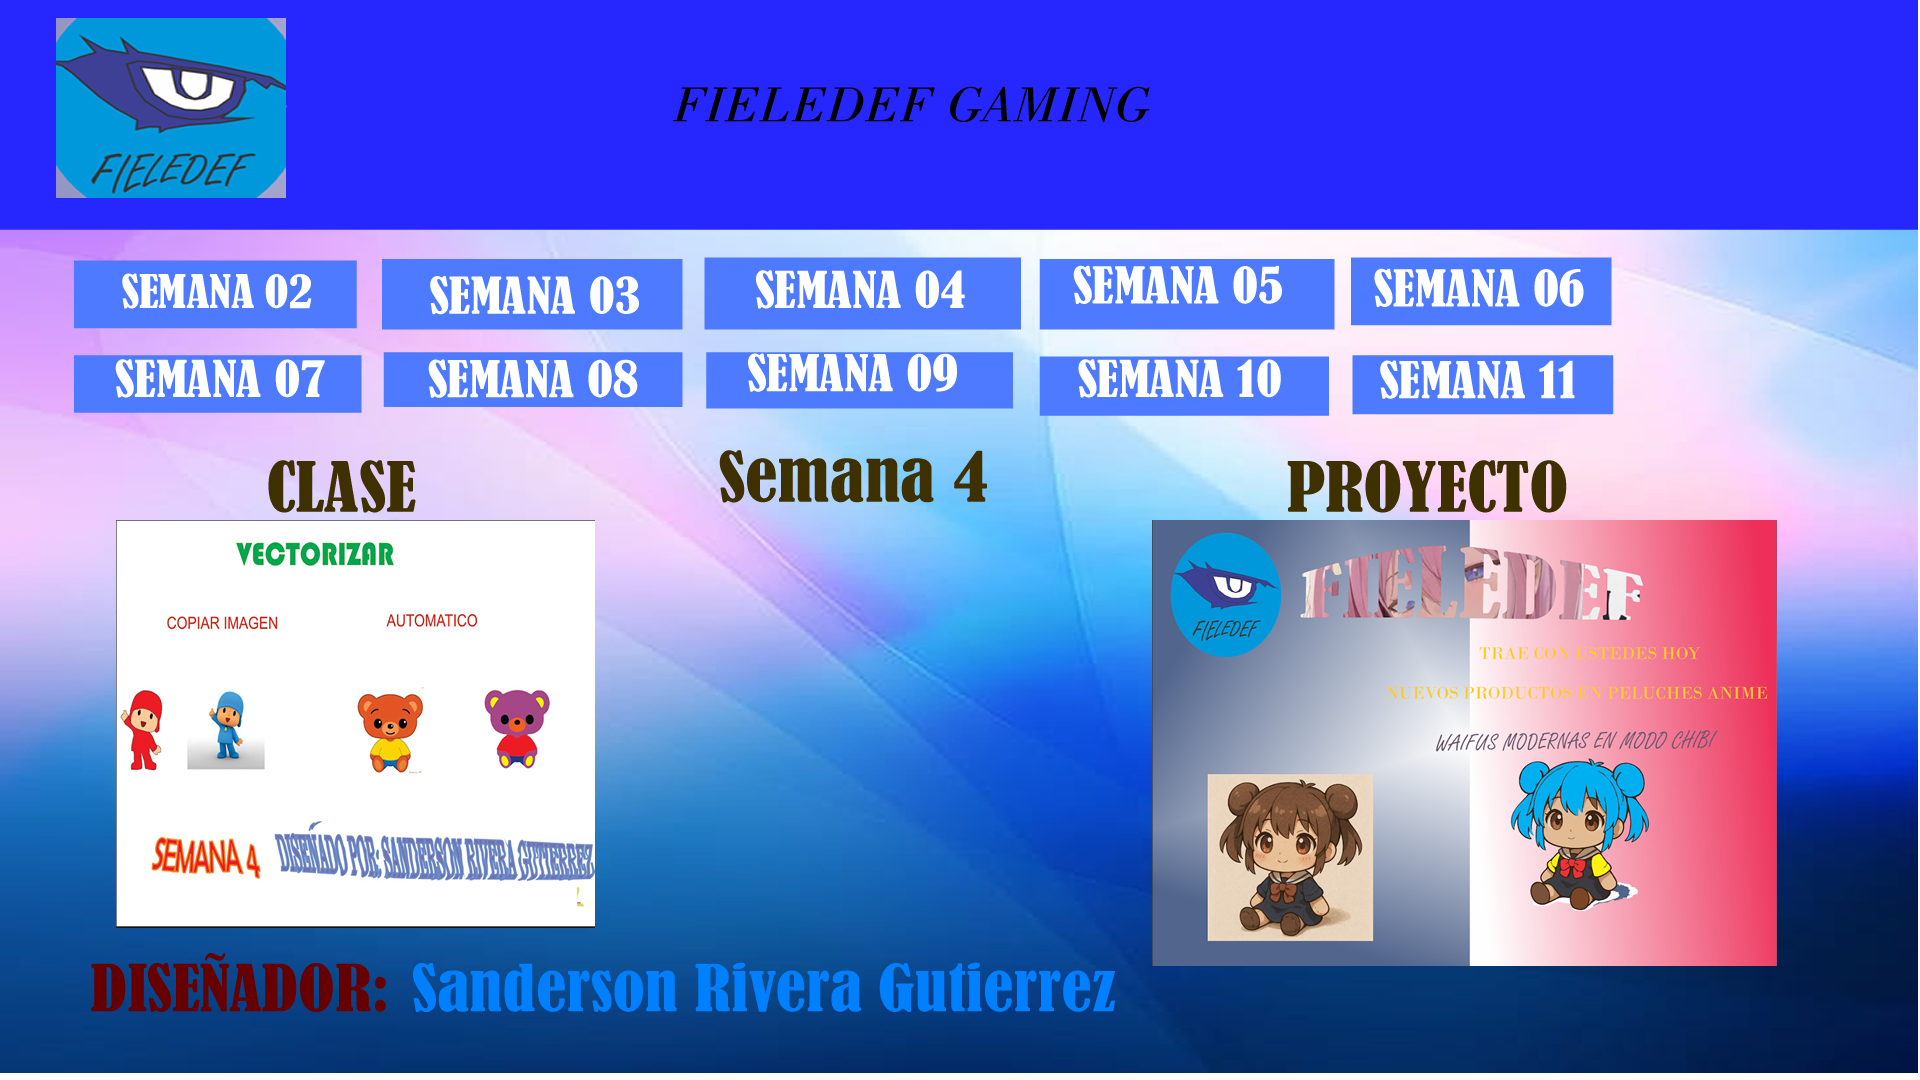 FIELEDEF
FIELEDEF GAMING
SEMANA 02
SEMANA 03
SEMANA 04
SEMANA 05
SEMANA 06
SEMANA 07
SEMANA 08
SEMANA 09
SEMANA 10
SEMANA 11
CLASE
Semana 4
PROYECTO
VECTORIZAR
COPIAR IMAGEN
AUTOMATICO
SEMANA 4
DISEÑADO POR: SANDERSON RIVERA GUTIERREZ
FIELEDEF
FIELEDEF
TRAE CON USTEDES HOY
NUEVOS PRODUCTOS EN PELUCHES ANIME
WAIFUS MODERNAS EN MODO CHIBI
DISEÑADOR: Sanderson Rivera Gutierrez